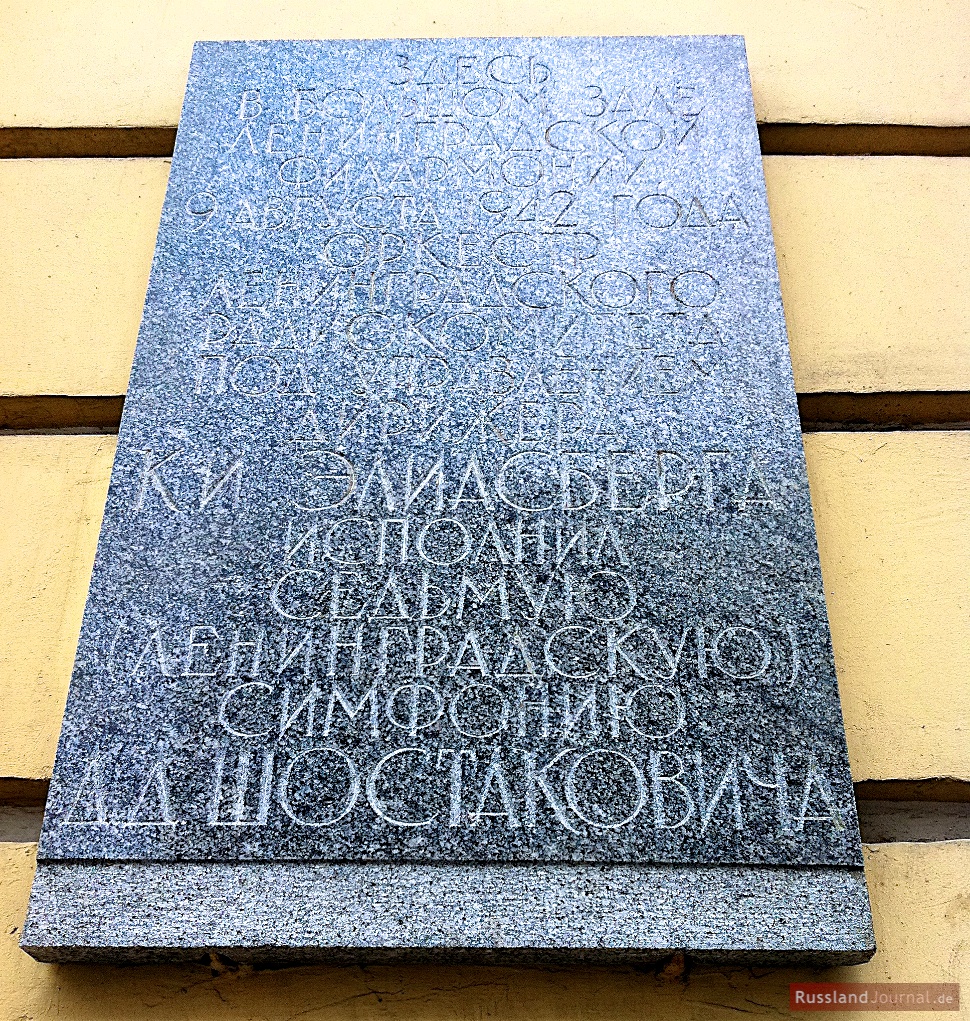 ЗДЕСЬ
В БОЛЬШОМ ЗАЛЕ
ЛЕНИНГРАДСКОЙ
ФИЛАРМОНИИ
9 АВГУСТА 1942 ГОДА
ОРКЕСТР
ЛЕНИНГРАДСКОГО
РАДИОКОМИТЕТА
ПОД УПРАВЛЕНИЕМ
ДИРИЖЕРА
К И ЭЛИАСБЕРГА
ИСПОЛНИЛ
СЕДЬМУЮ
(ЛЕНИНГРАДСКУЮ)
СИМФОНИЮ
Д Д ШОСТАКОВИЧА
RusslandJournal.de